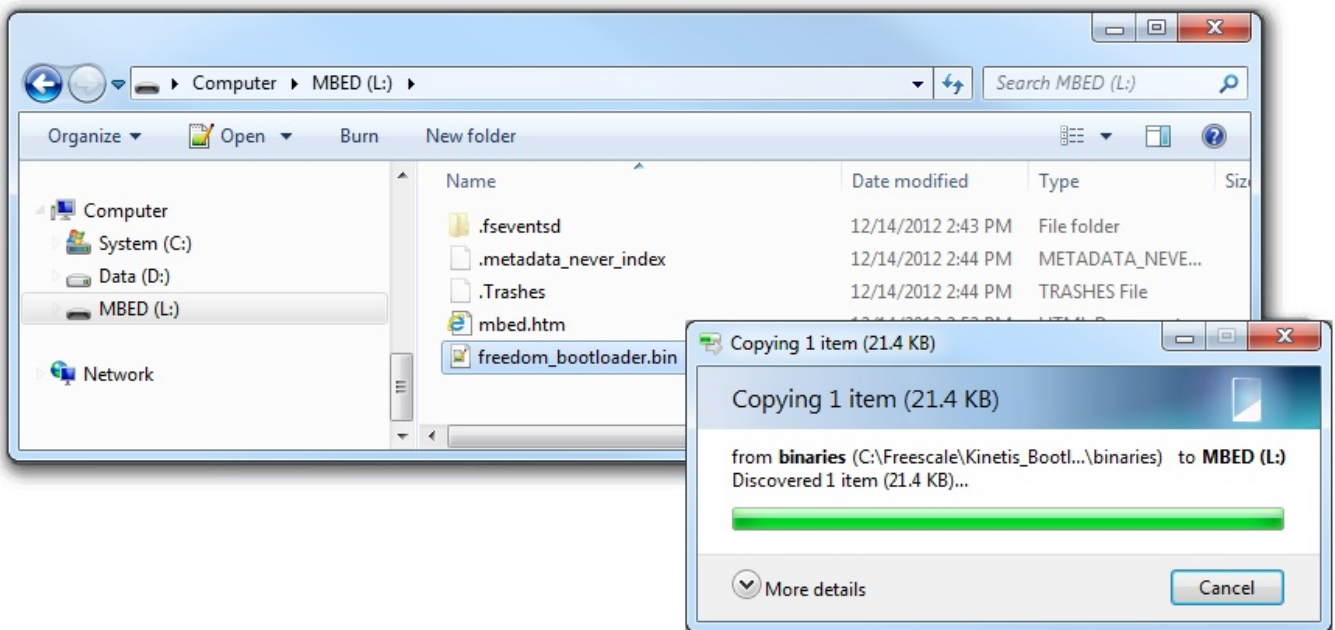 Computer MBED (L:)
Search MBED (L:)
Organize Open Burn New folder
Name Date modified Type Siz
Computer
System (C:)
Data (D:)
MBED (L:)
Network
.fseventsd 12/14/2012 2:43 PM File folder
.metadata_never_index 12/14/2012 2:44 PM METADATA_NEVE...
.Trashes 12/14/2012 2:44 PM TRASHES File
mbed.htm
freedom_bootloader.bin
Copying 1 item (21.4 KB)
Copying 1 item (21.4 KB)
from binaries (C:\Freescale\Kinetis_Bootl...\binaries) to MBED (L:)
Discovered 1 item (21.4 KB)...
More details
Cancel